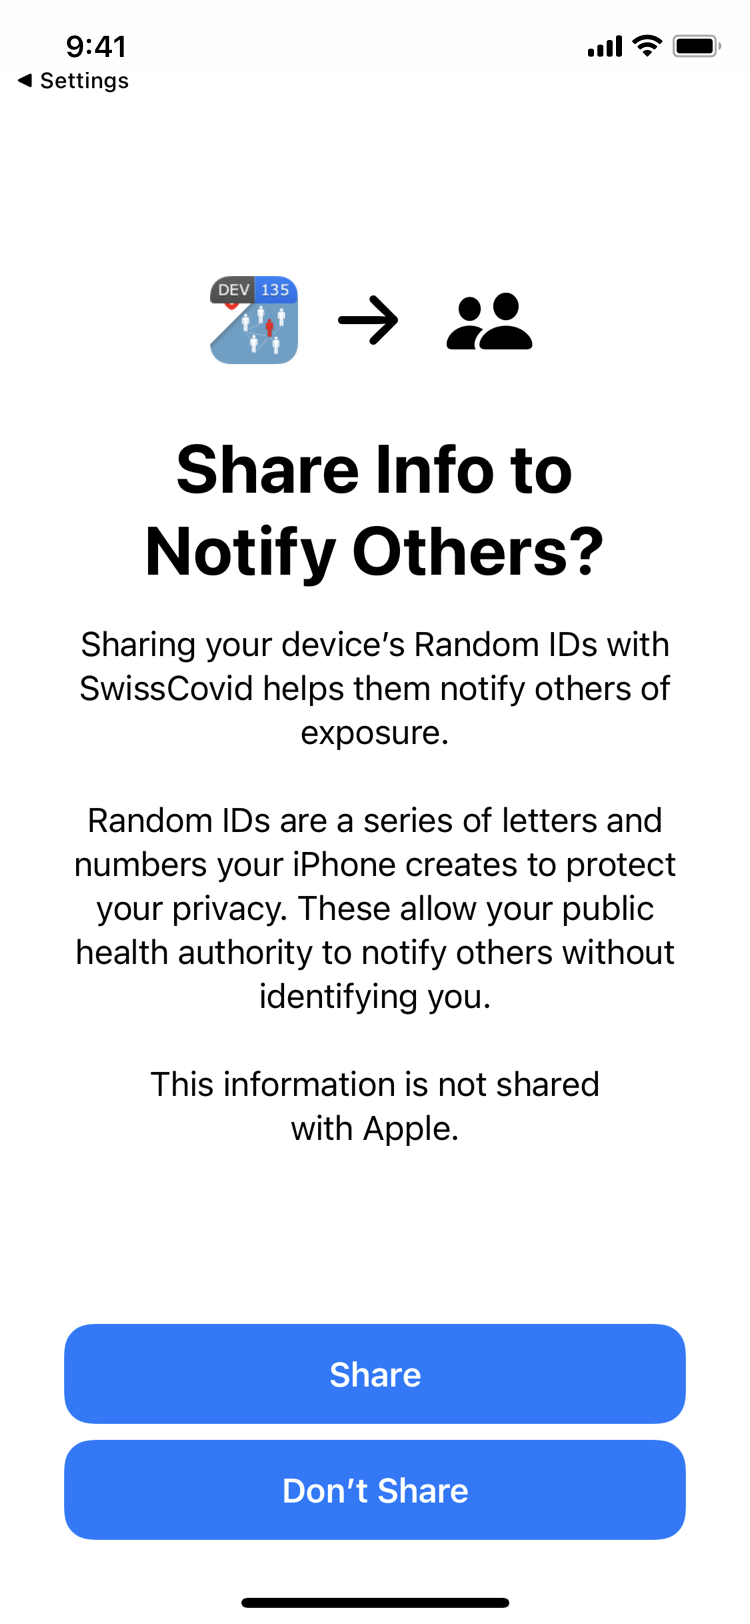 9:41
◀ Settings
DEV 135
Share Info to
Notify Others?
Sharing your device’s Random IDs with
SwissCovid helps them notify others of
exposure.
Random IDs are a series of letters and
numbers your iPhone creates to protect
your privacy. These allow your public
health authority to notify others without
identifying you.
This information is not shared
with Apple.
Share
Don’t Share